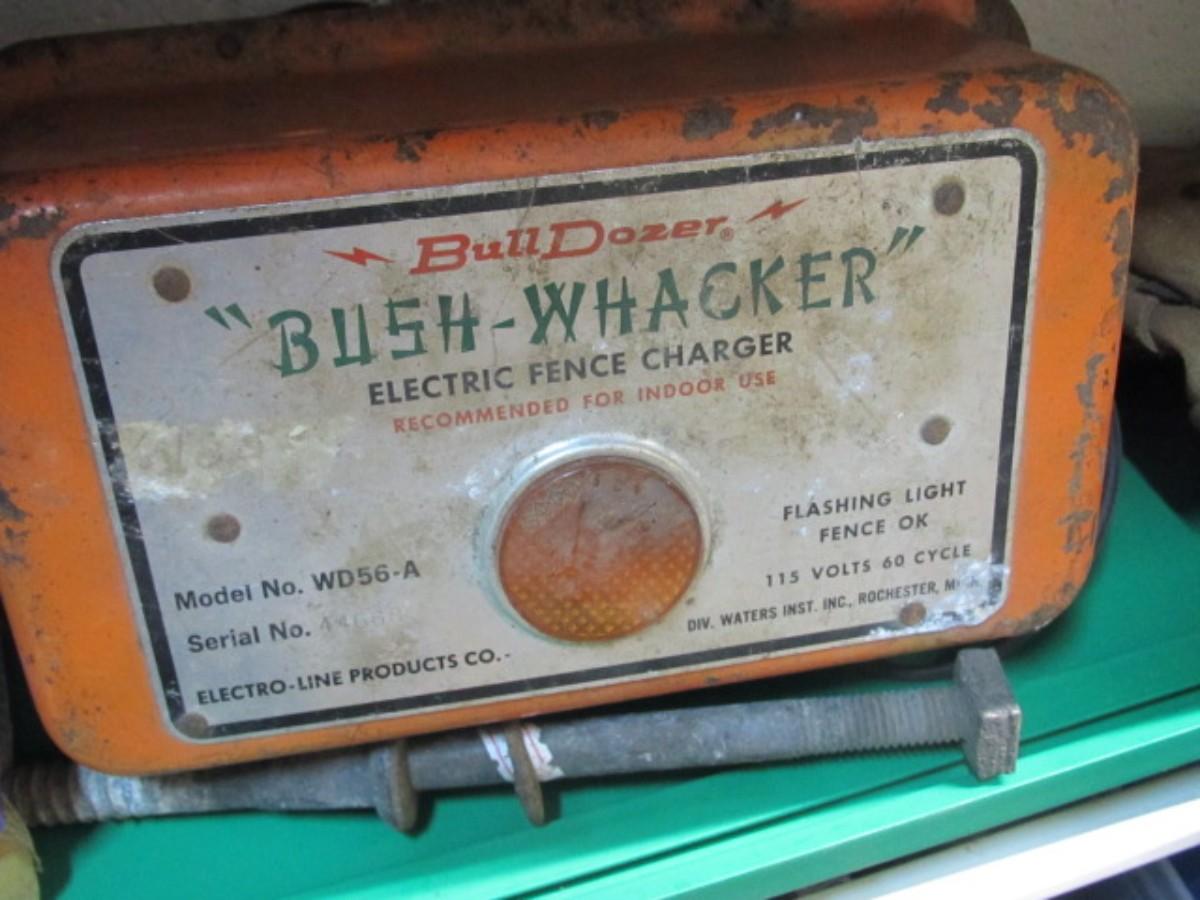 BullDozer®
"BUSH-WHACKER"
ELECTRIC FENCE CHARGER
RECOMMENDED FOR INDOOR USE
FLASHING LIGHT
FENCE OK
115 VOLTS 60 CYCLE
Model No. WD56-A
Serial No.
ELECTRO-LINE PRODUCTS CO.-
DIV. WATERS INST. INC., ROCHESTER,